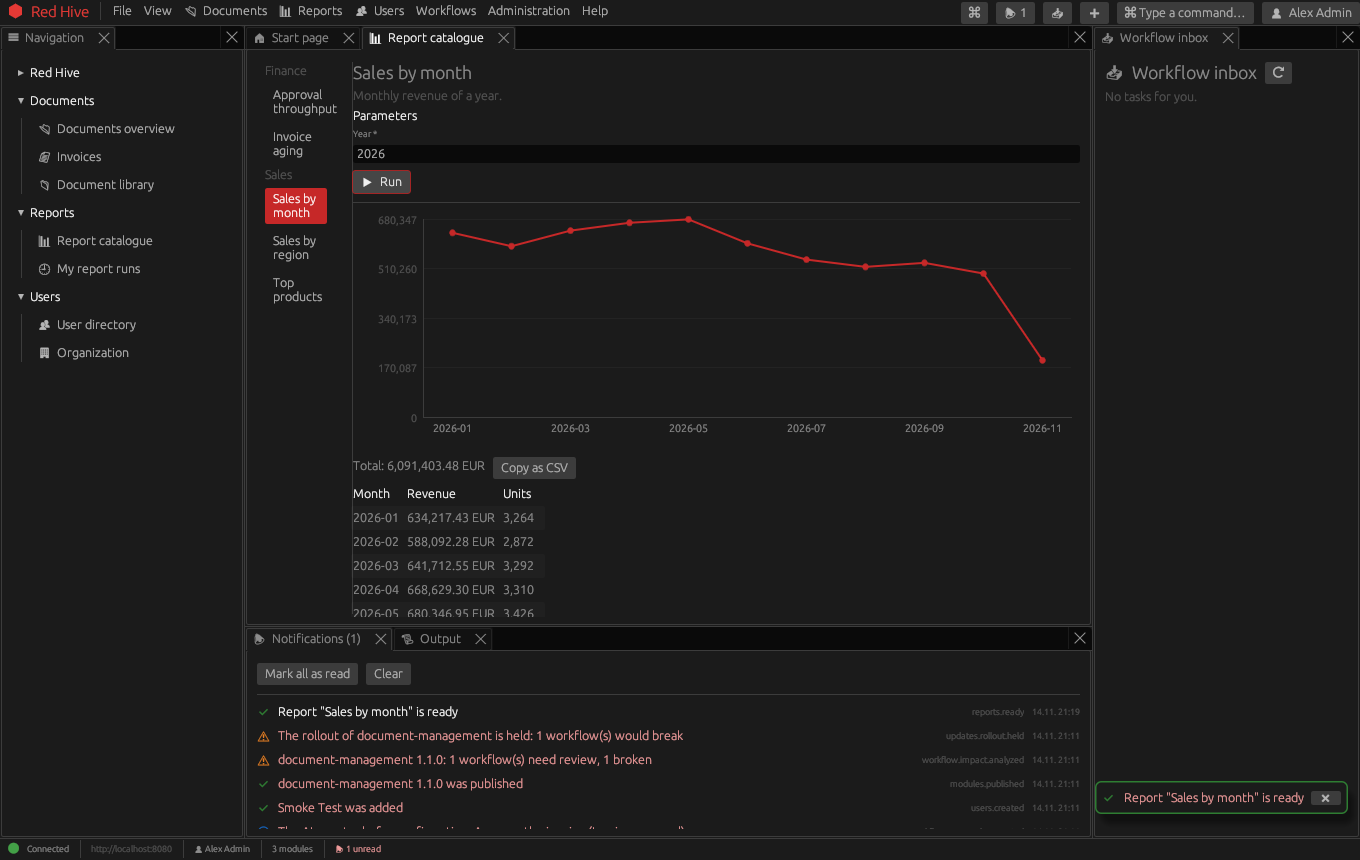 Red Hive File View Documents Reports Users Workflows Administration Help ⌘ 1 + ⌘ Type a command... Alex Admin
Navigation
Start page
Report catalogue
Workflow inbox
Red Hive
Documents
Documents overview
Invoices
Document library
Reports
Report catalogue
My report runs
Users
User directory
Organization
Finance
Approval
throughput
Invoice
aging
Sales
Sales by
month
Sales by
region
Top
products
Sales by month
Monthly revenue of a year.
Parameters
Year*
2026
Run
680,347
510,260
340,173
170,087
0
2026-01 2026-03 2026-05 2026-07 2026-09 2026-11
Total: 6,091,403.48 EUR Copy as CSV
Month Revenue Units
2026-01 634,217.43 EUR 3,264
2026-02 588,092.28 EUR 2,872
2026-03 641,712.55 EUR 3,292
2026-04 668,629.30 EUR 3,310
2026-05 680,346.95 EUR 3,426
Workflow inbox
No tasks for you.
Notifications (1)
Output
Mark all as read Clear
Report "Sales by month" is ready reports.ready 14.11. 21:19
The rollout of document-management is held: 1 workflow(s) would break updates.rollout.held 14.11. 21:11
document-management 1.1.0: 1 workflow(s) need review, 1 broken workflow.impact.analyzed 14.11. 21:11
document-management 1.1.0 was published modules.published 14.11. 21:11
Smoke Test was added users.created 14.11. 21:11
Report "Sales by month" is ready
Connected http://localhost:8080 Alex Admin 3 modules 1 unread